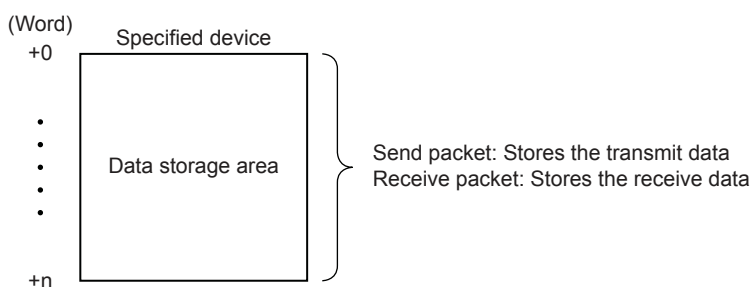 (Word)
Specified device
+0
Data storage area
Send packet: Stores the transmit data
Receive packet: Stores the receive data
+n